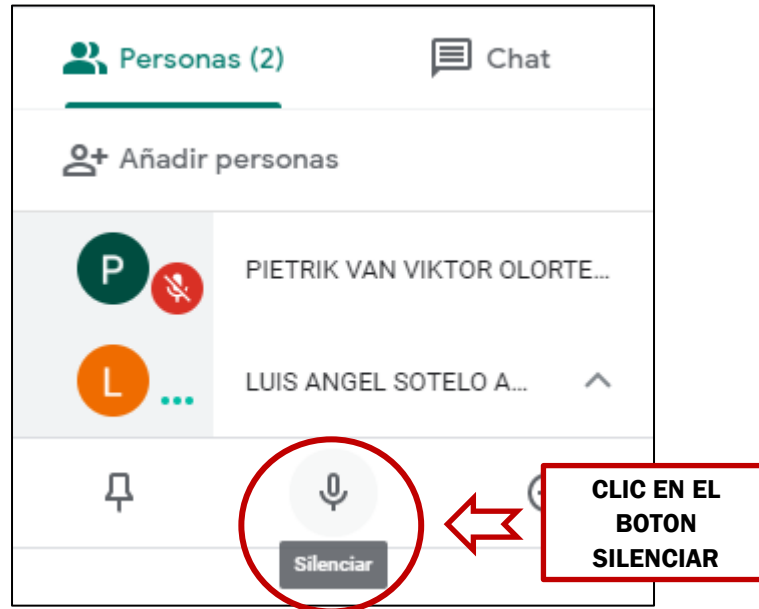 Personas (2)
Chat
Añadir personas
P
PIETRIK VAN VIKTOR OLORTE...
L
LUIS ANGEL SOTELO A...
Silenciar
CLIC EN EL
BOTON
SILENCIAR